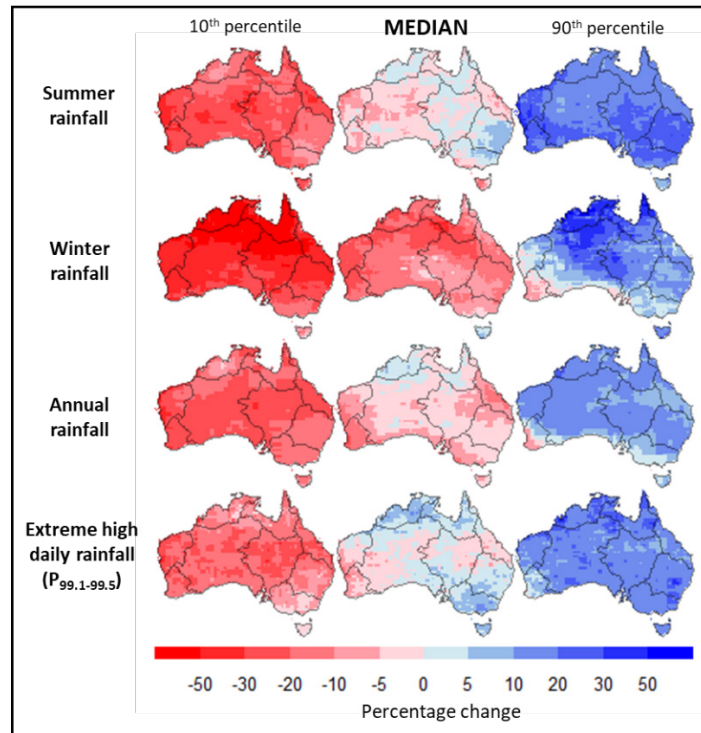 10th percentile MEDIAN 90th percentile
Summer
rainfall
Winter
rainfall
Annual
rainfall
Extreme high
daily rainfall
(P99.1-99.5)
-50 -30 -20 -10 -5 0 5 10 20 30 50
Percentage change